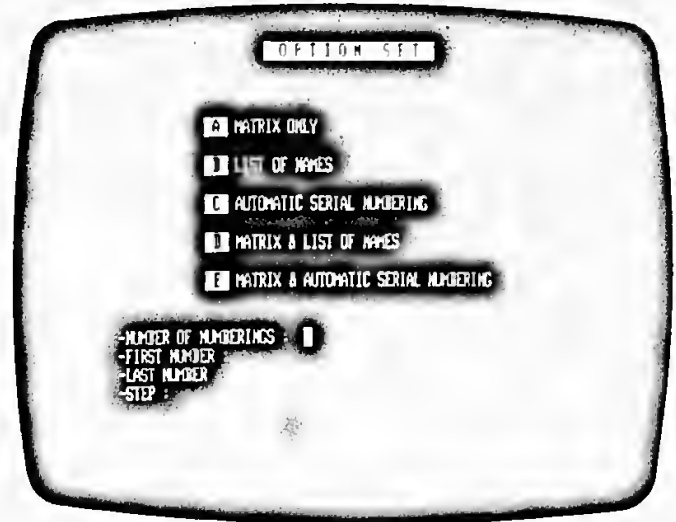 OPTION SET
A MATRIX ONLY
B LIST OF NAMES
C AUTOMATIC SERIAL NUMBERING
D MATRIX & LIST OF NAMES
E MATRIX & AUTOMATIC SERIAL NUMBERING
-NUMBER OF NUMBERINGS :
-FIRST NUMBER :
-LAST NUMBER
-STEP :